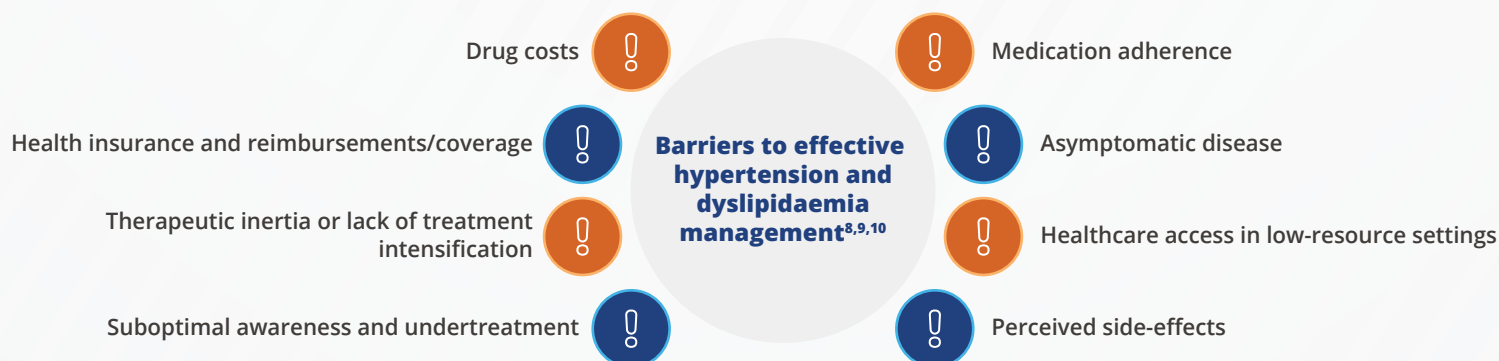 Drug costs
Health insurance and reimbursements/coverage
Therapeutic inertia or lack of treatment
intensification
Suboptimal awareness and undertreatment
Barriers to effective
hypertension and
dyslipidaemia
management8,9,10
Medication adherence
Asymptomatic disease
Healthcare access in low-resource settings
Perceived side-effects